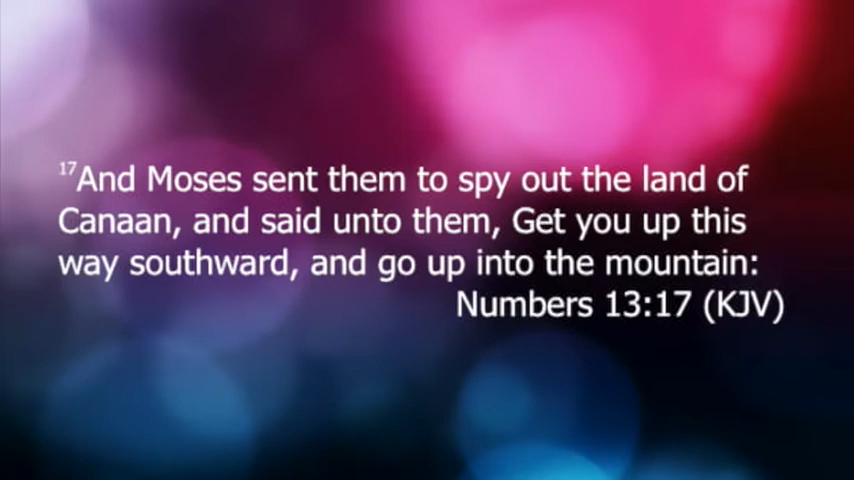 17And Moses sent them to spy out the land of
Canaan, and said unto them, Get you up this
way southward, and go up into the mountain:
Numbers 13:17 (KJV)